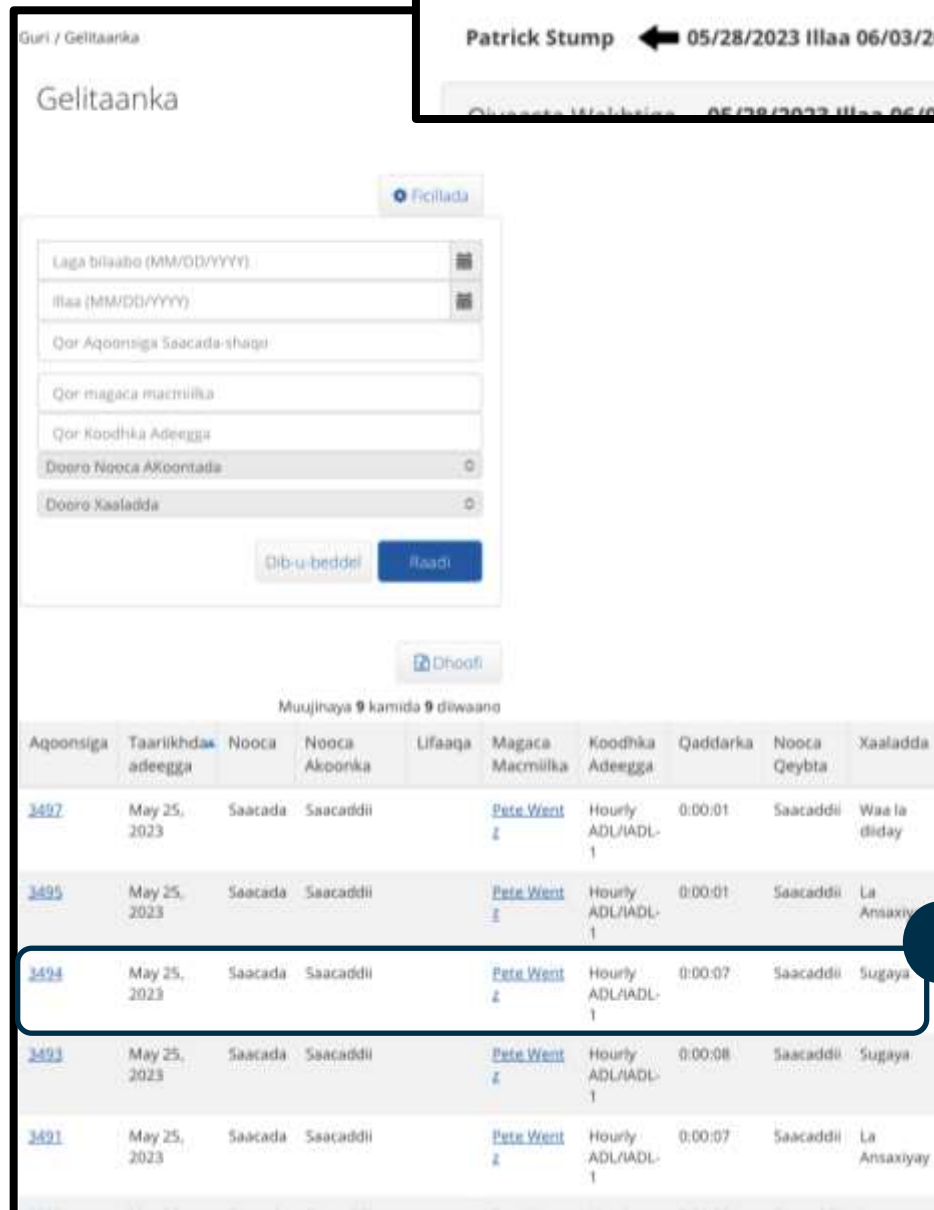 Guri / Gelitaanka
Patrick Stump 05/28/2023 Illaa 06/03/2
Gelitaanka
05/28/2023 Illaa 06/0
Ficillada
Laga bilaabo (MM/DD/YYYY)
Illaa (MM/DD/YYYY)
Qor Aqoonsiga Saacada-shaqo
Qor magaca macmiilka
Qor Koodhka Adeegga
Dooro Nooca AKoontada
Dooro Xaaladda
Dib-u-beddel Raadi
Dhoofi
Muujinaya 9 kamida 9 diiwaano
Aqoonsiga Taariikhda Nooca Nooca Lifaaqa Magaca Koodhka Qaddarka Nooca Xaaladda
adeegga Akoonka Macmiilka Adeegga Qeybta
3497 May 25, Saacada Saacaddii Pete Went Hourly 0:00:01 Saacaddii Waa la
2023 z ADL/IADL- diiday
1
3495 May 25, Saacada Saacaddii Pete Went Hourly 0:00:01 Saacaddii La
2023 z ADL/IADL-
1
3494 May 25, Saacada Saacaddii Pete Went Hourly 0:00:07 Saacaddii Sugaya
2023 z ADL/IADL-
1
3493 May 25, Saacada Saacaddii Pete Went Hourly 0:00:08 Saacaddii Sugaya
2023 z ADL/IADL-
1
3491 May 25, Saacada Saacaddii Pete Went Hourly 0:00:07 Saacaddii La
2023 z ADL/IADL- Ansaxiyay
1